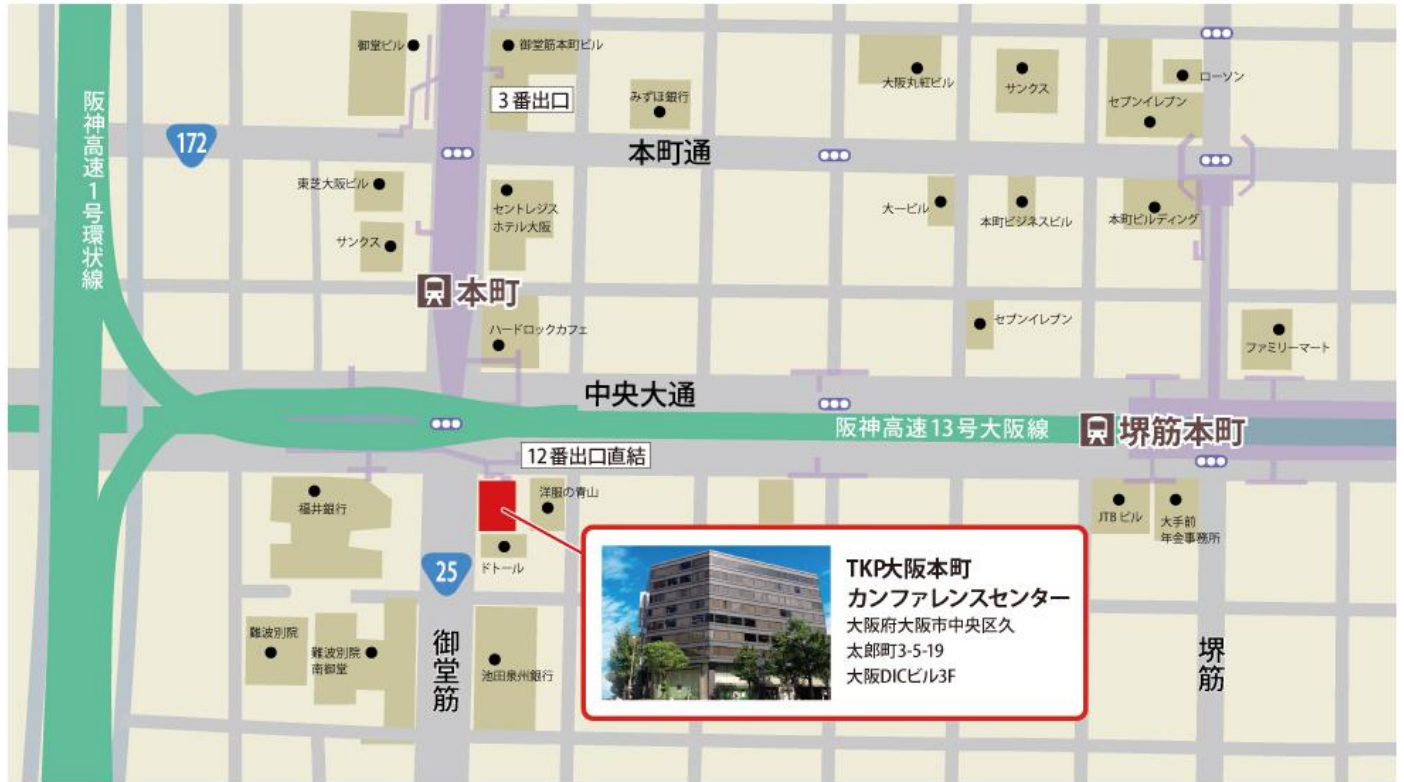 御堂ビル
御堂筋本町ビル
3番出口
みずほ銀行
大阪丸紅ビル
サンクス
ローソン
セブンイレブン
阪神高速1号環状線
172
本町通
東芝大阪ビル
サンクス
セントレジス
ホテル大阪
大一ビル
本町ビジネスビル
本町ビルディング
本町
ハードロックカフェ
セブンイレブン
ファミリーマート
中央大通
阪神高速13号大阪線
堺筋本町
12番出口直結
福井銀行
洋服の青山
ドトール
JTBビル
大手前
年金事務所
25
御堂筋
難波別院
難波別院
南御堂
池田泉州銀行
TKP大阪本町
カンファレンスセンター
大阪府大阪市中央区久
太郎町3-5-19
大阪DICビル3F
堺筋